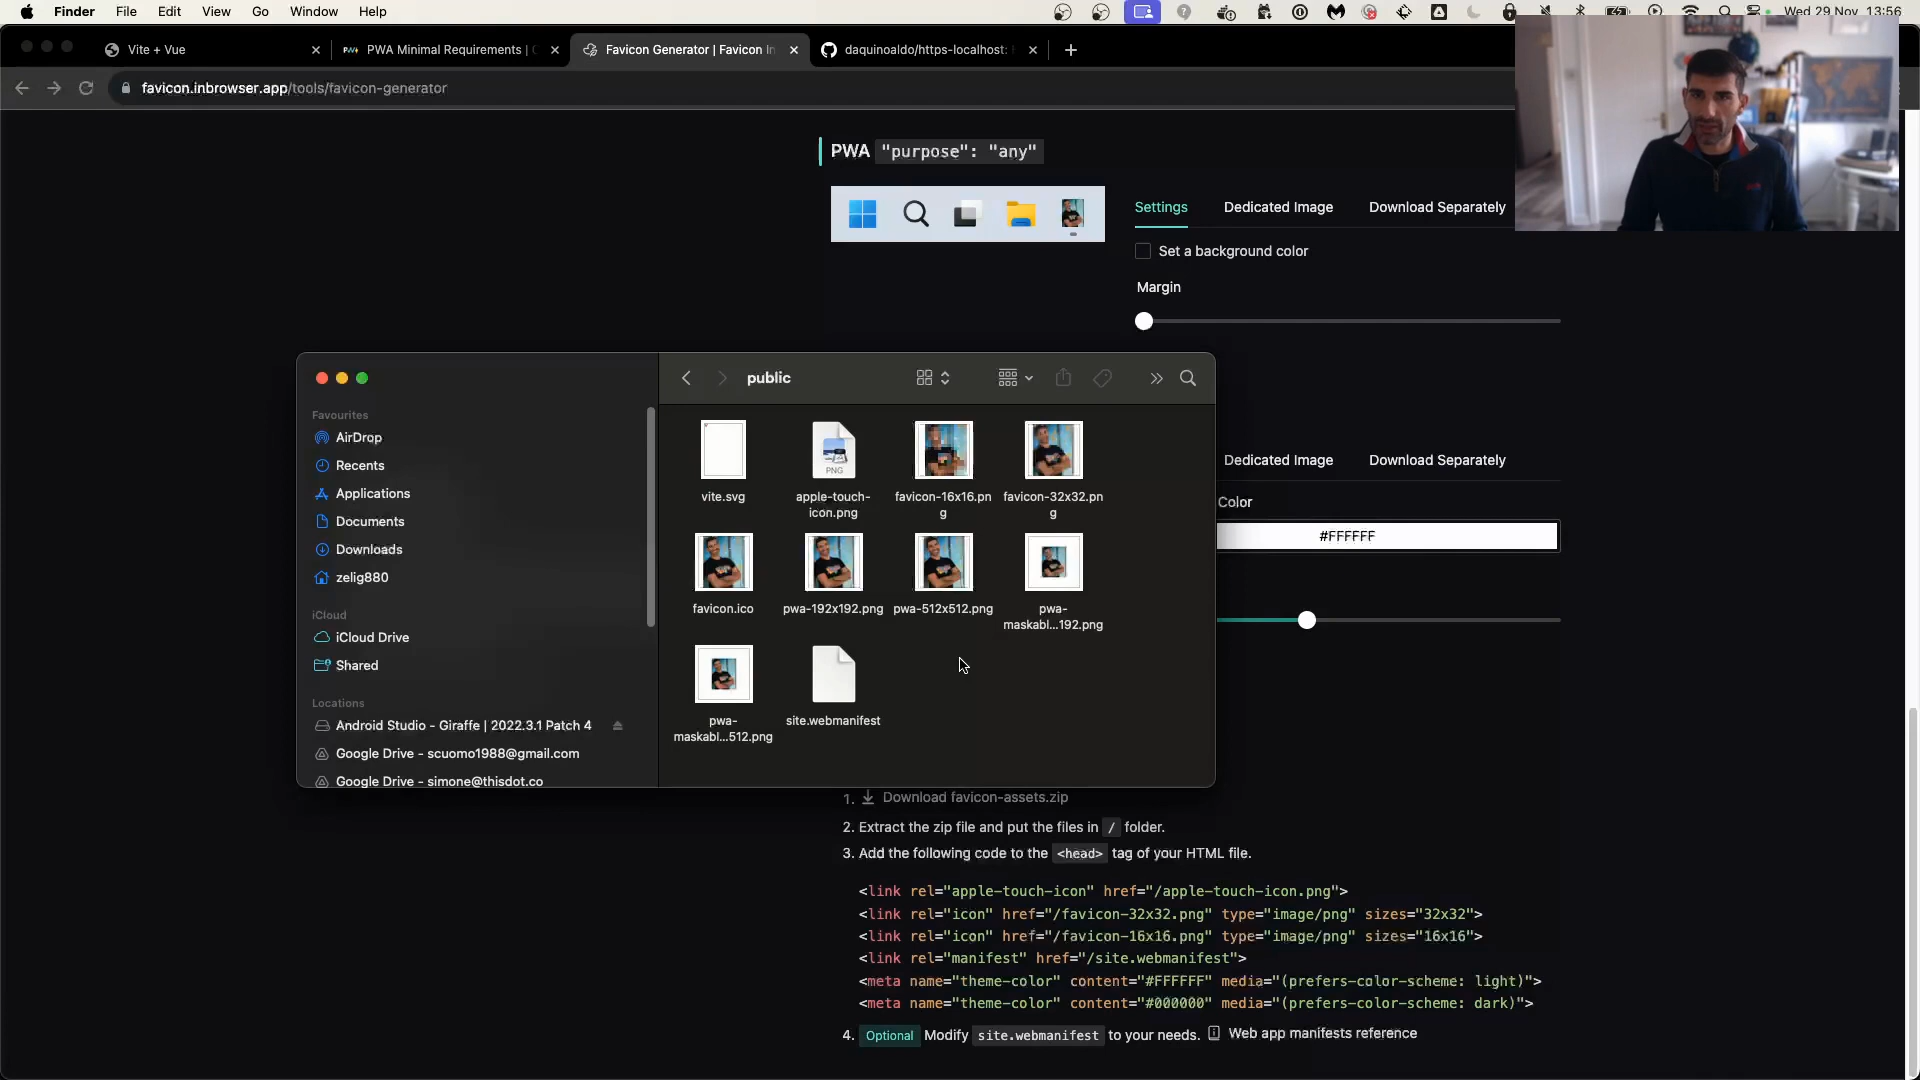 Finder File Edit View Go Window Help
Wed 29 Nov 13:56
Vite + Vue
PWA Minimal Requirements |
Favicon Generator | Favicon In
daquinoaldo/https-localhost:
favicon.inbrowser.app/tools/favicon-generator
PWA "purpose": "any"
Settings Dedicated Image Download Separately
Set a background color
Margin
public
Favourites
AirDrop
Recents
Applications
Documents
Downloads
zelig880
iCloud
iCloud Drive
Shared
Locations
Android Studio - Giraffe | 2022.3.1 Patch 4
Google Drive - scuomo1988@gmail.com
Google Drive - simone@thisdot.co
PNG
vite.svg
apple-touch-
icon.png
favicon-16x16.pn
g
favicon-32x32.pn
g
favicon.ico
pwa-192x192.png
pwa-512x512.png
pwa-
maskabl...192.png
pwa-
maskabl...512.png
site.webmanifest
Dedicated Image Download Separately
Color
#FFFFFF
1. Download favicon-assets.zip
2. Extract the zip file and put the files in / folder.
3. Add the following code to the <head> tag of your HTML file.
<link rel="apple-touch-icon" href="/apple-touch-icon.png">
<link rel="icon" href="/favicon-32x32.png" type="image/png" sizes="32x32">
<link rel="icon" href="/favicon-16x16.png" type="image/png" sizes="16x16">
<link rel="manifest" href="/site.webmanifest">
<meta name="theme-color" content="#FFFFFF" media="(prefers-color-scheme: light)">
<meta name="theme-color" content="#000000" media="(prefers-color-scheme: dark)">
4. Optional Modify site.webmanifest to your needs. Web app manifests reference